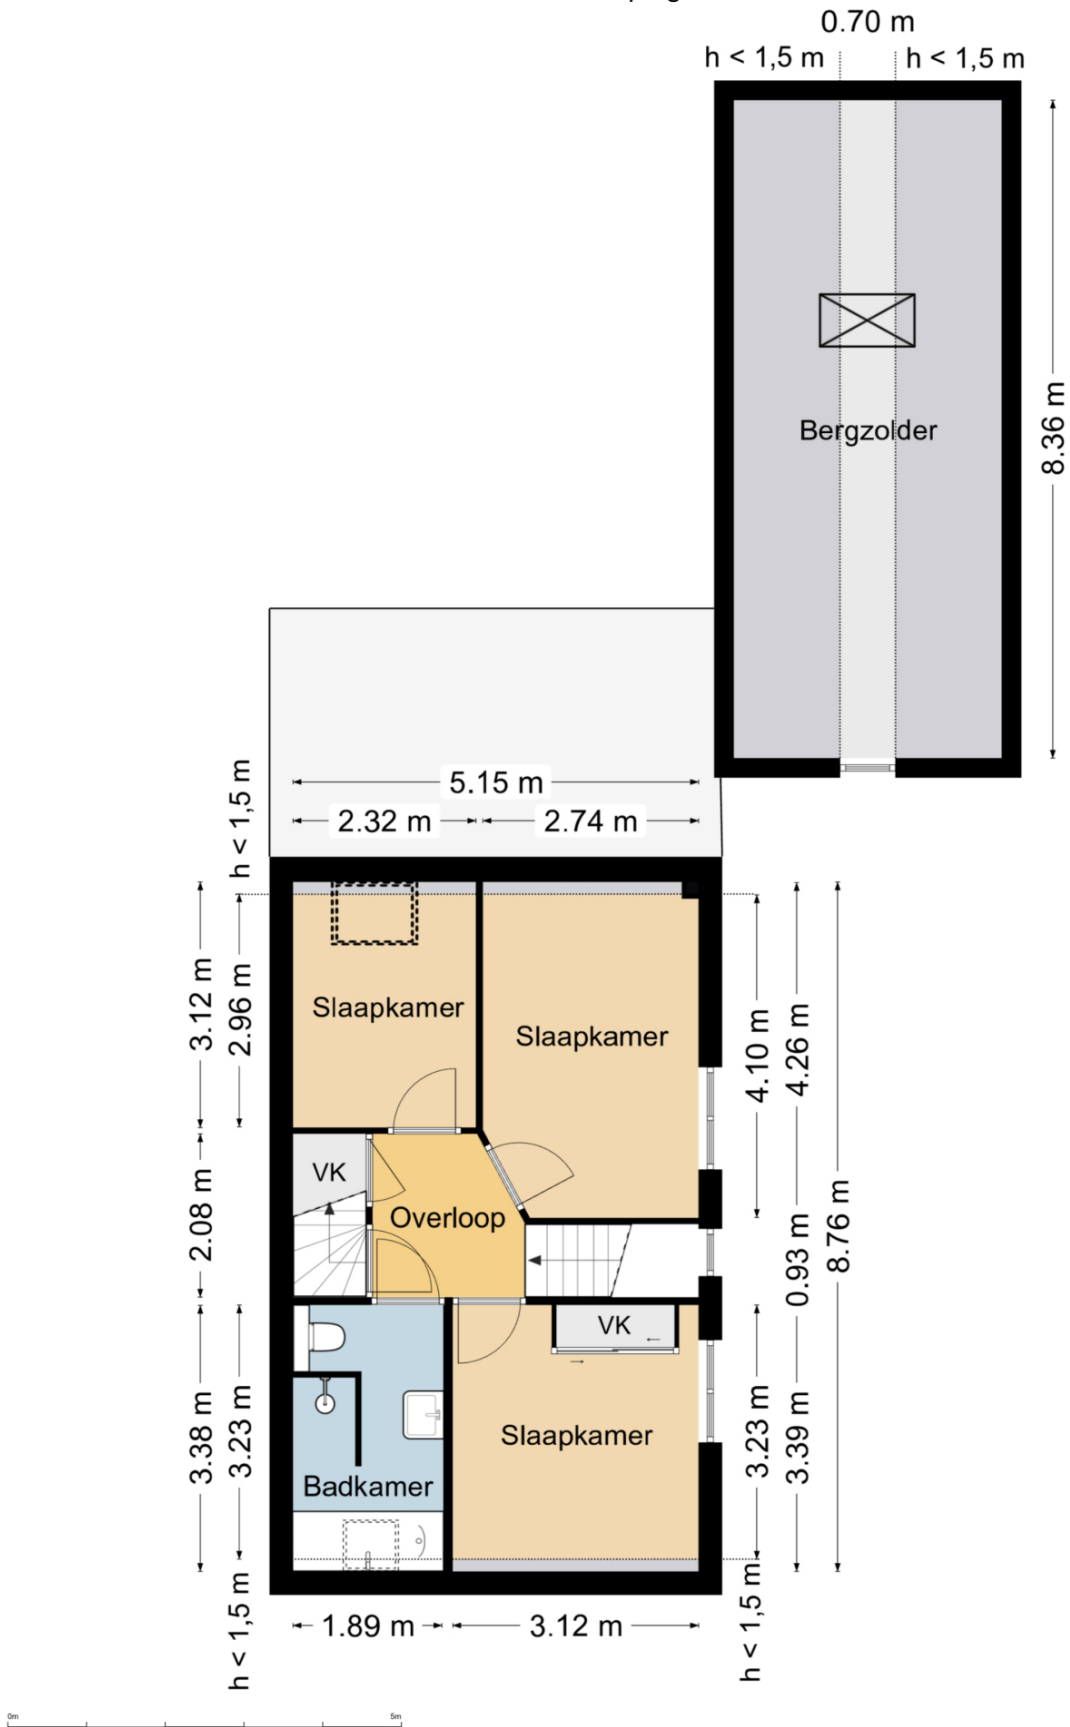 0.70 m
h < 1,5 m
h < 1,5 m
8.36 m
Bergzolder
h < 1,5 m
5.15 m
2.32 m
2.74 m
3.12 m
2.96 m
Slaapkamer
Slaapkamer
4.10 m
4.26 m
8.76 m
2.08 m
VK
Overloop
0.93 m
VK
3.38 m
3.23 m
Slaapkamer
Badkamer
3.23 m
3.39 m
h < 1,5 m
1.89 m
3.12 m
h < 1,5 m
0m
5m